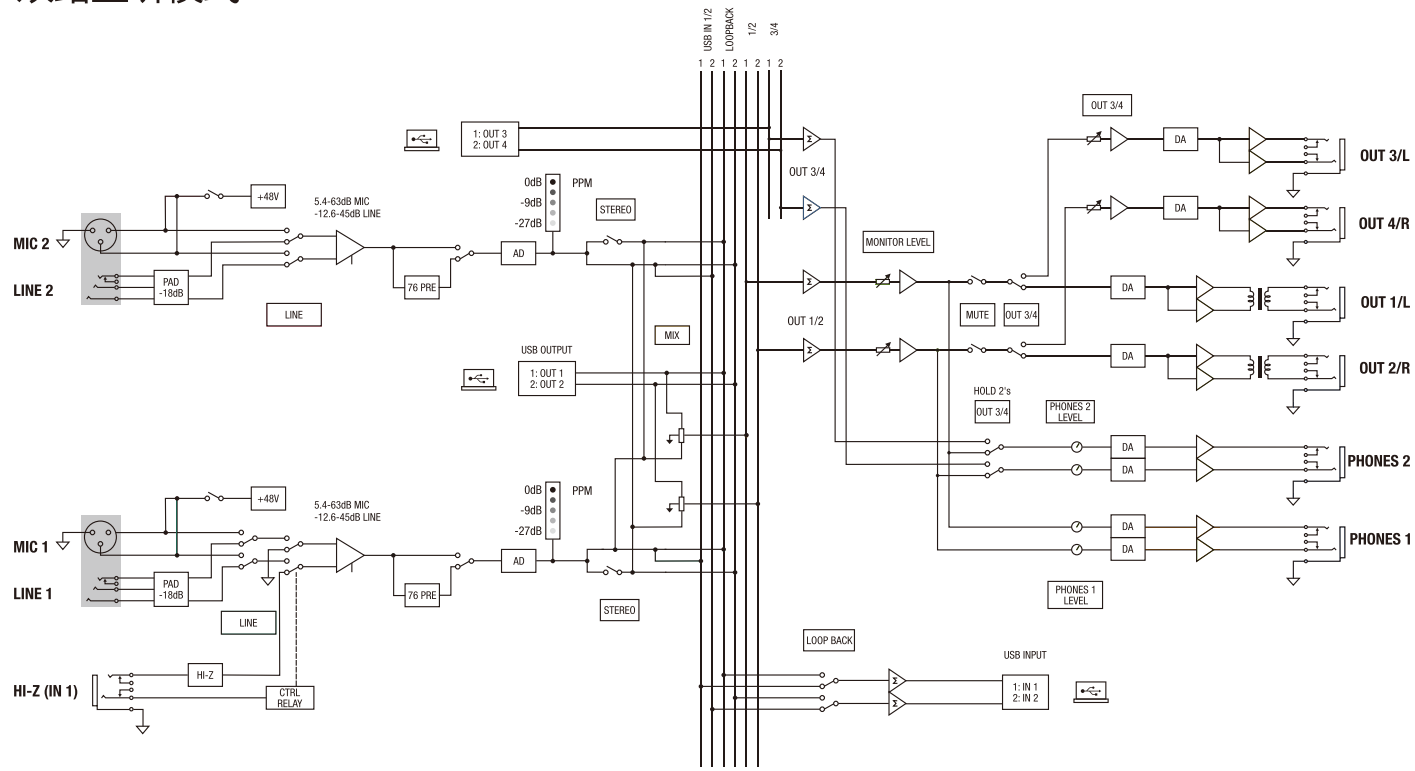 USB IN 1/2
LOOPBACK
1/2
3/4
1 2 1 2 1 2 1 2
1: OUT 3
2: OUT 4
OUT 3/4
OUT 3/4
DA
OUT 3/L
DA
OUT 4/R
MIC 2
LINE 2
+48V
5.4-63dB MIC
-12.6-45dB LINE
PAD
-18dB
LINE
76 PRE
AD
0dB
-9dB
-27dB
PPM
STEREO
MIX
MONITOR LEVEL
OUT 1/2
MUTE
OUT 3/4
DA
OUT 1/L
DA
OUT 2/R
USB OUTPUT
1: OUT 1
2: OUT 2
HOLD 2's
OUT 3/4
PHONES 2
LEVEL
DA
DA
PHONES 2
MIC 1
LINE 1
+48V
5.4-63dB MIC
-12.6-45dB LINE
PAD
-18dB
LINE
76 PRE
AD
0dB
-9dB
-27dB
PPM
STEREO
DA
DA
PHONES 1
PHONES 1
LEVEL
HI-Z (IN 1)
HI-Z
CTRL
RELAY
LOOP BACK
USB INPUT
1: IN 1
2: IN 2
Σ
Σ
Σ
Σ
Σ
Σ